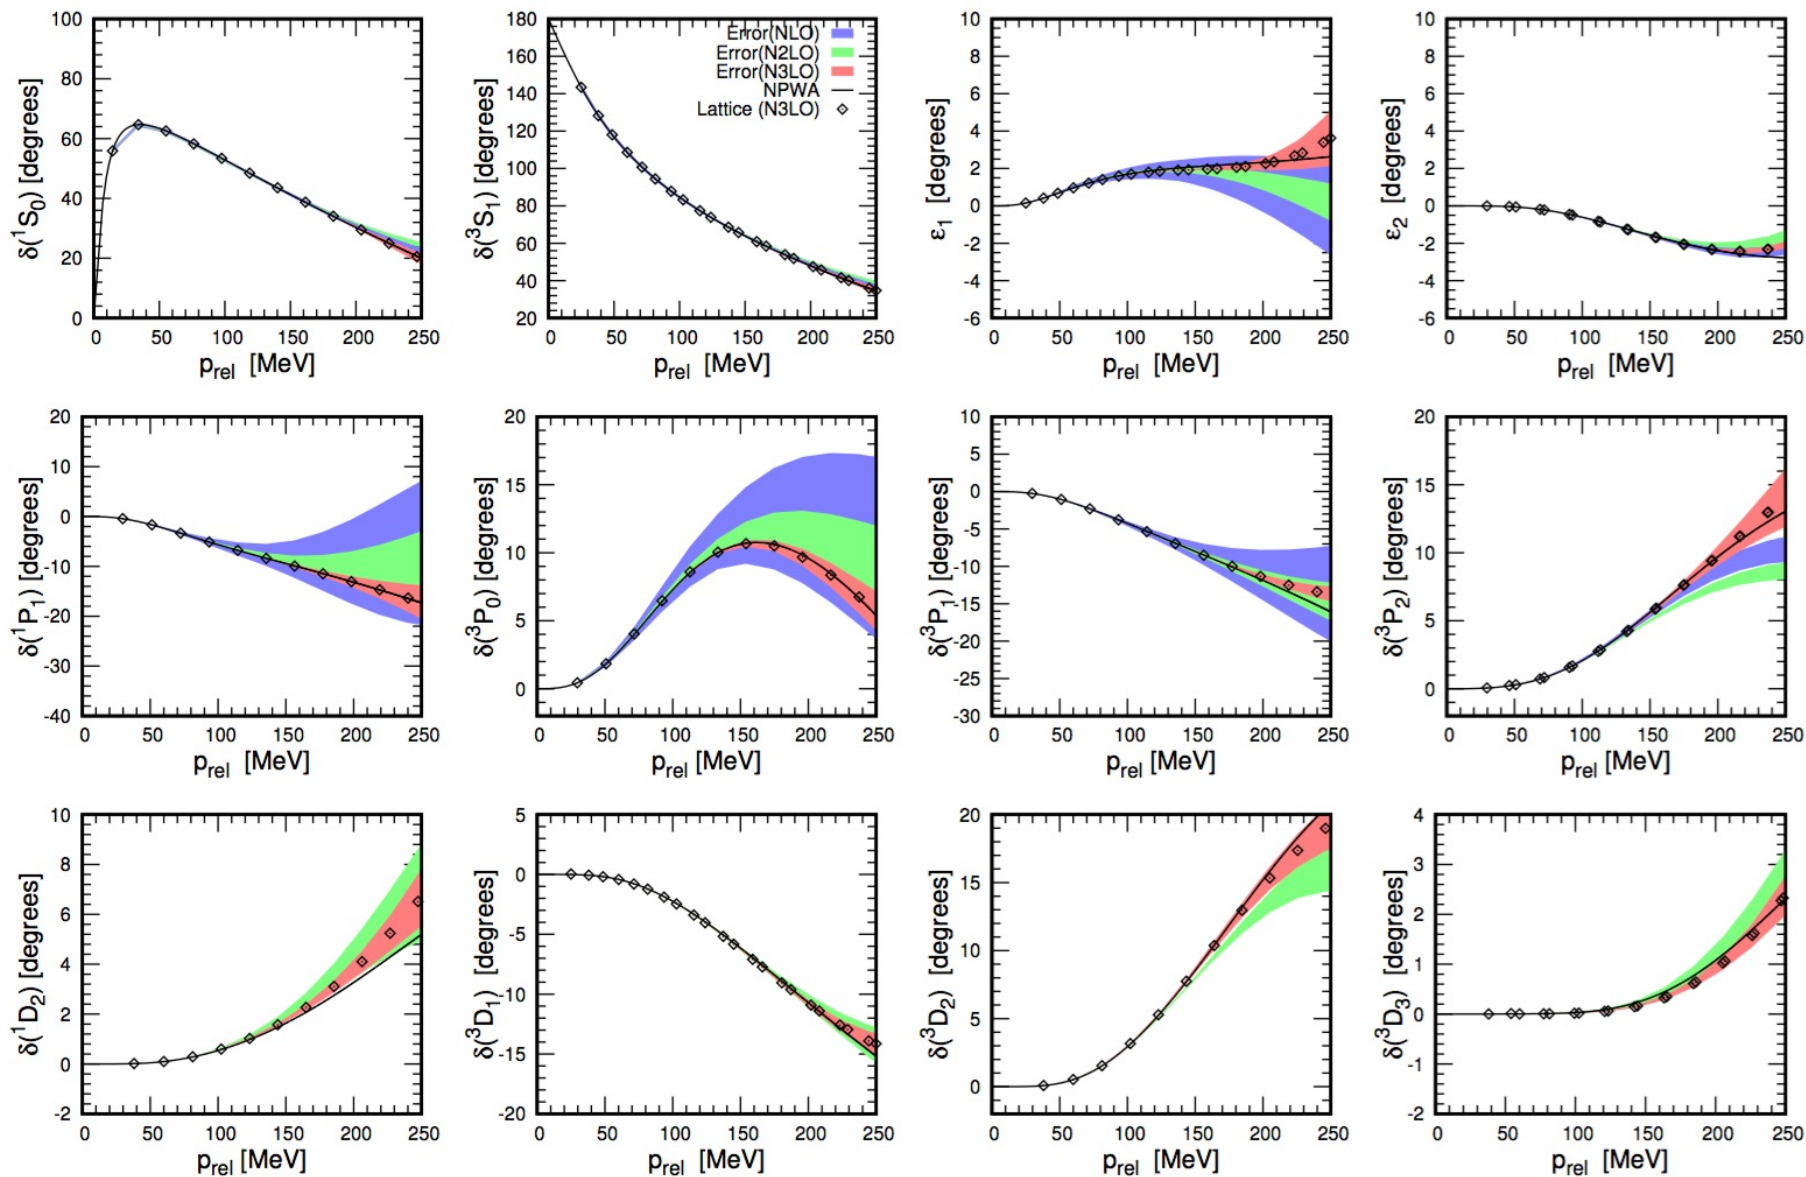 100
80
60
40
20
0
δ(¹S₀) [degrees]
0 50 100 150 200 250
p_rel [MeV]
180
160
140
120
100
80
60
40
20
δ(³S₁) [degrees]
Error(NLO)
Error(N2LO)
Error(N3LO)
NPWA
Lattice (N3LO)
0 50 100 150 200 250
p_rel [MeV]
10
8
6
4
2
0
-2
-4
-6
ε₁ [degrees]
0 50 100 150 200 250
p_rel [MeV]
10
8
6
4
2
0
-2
-4
-6
ε₂ [degrees]
0 50 100 150 200 250
p_rel [MeV]
20
10
0
-10
-20
-30
-40
δ(¹P₁) [degrees]
0 50 100 150 200 250
p_rel [MeV]
20
15
10
5
0
δ(³P₀) [degrees]
0 50 100 150 200 250
p_rel [MeV]
10
5
0
-5
-10
-15
-20
-25
-30
δ(³P₁) [degrees]
0 50 100 150 200 250
p_rel [MeV]
20
15
10
5
0
δ(³P₂) [degrees]
0 50 100 150 200 250
p_rel [MeV]
10
8
6
4
2
0
-2
δ(¹D₂) [degrees]
0 50 100 150 200 250
p_rel [MeV]
5
0
-5
-10
-15
-20
δ(³D₁) [degrees]
0 50 100 150 200 250
p_rel [MeV]
20
15
10
5
0
δ(³D₂) [degrees]
0 50 100 150 200 250
p_rel [MeV]
4
3
2
1
0
-1
-2
δ(³D₃) [degrees]
0 50 100 150 200 250
p_rel [MeV]